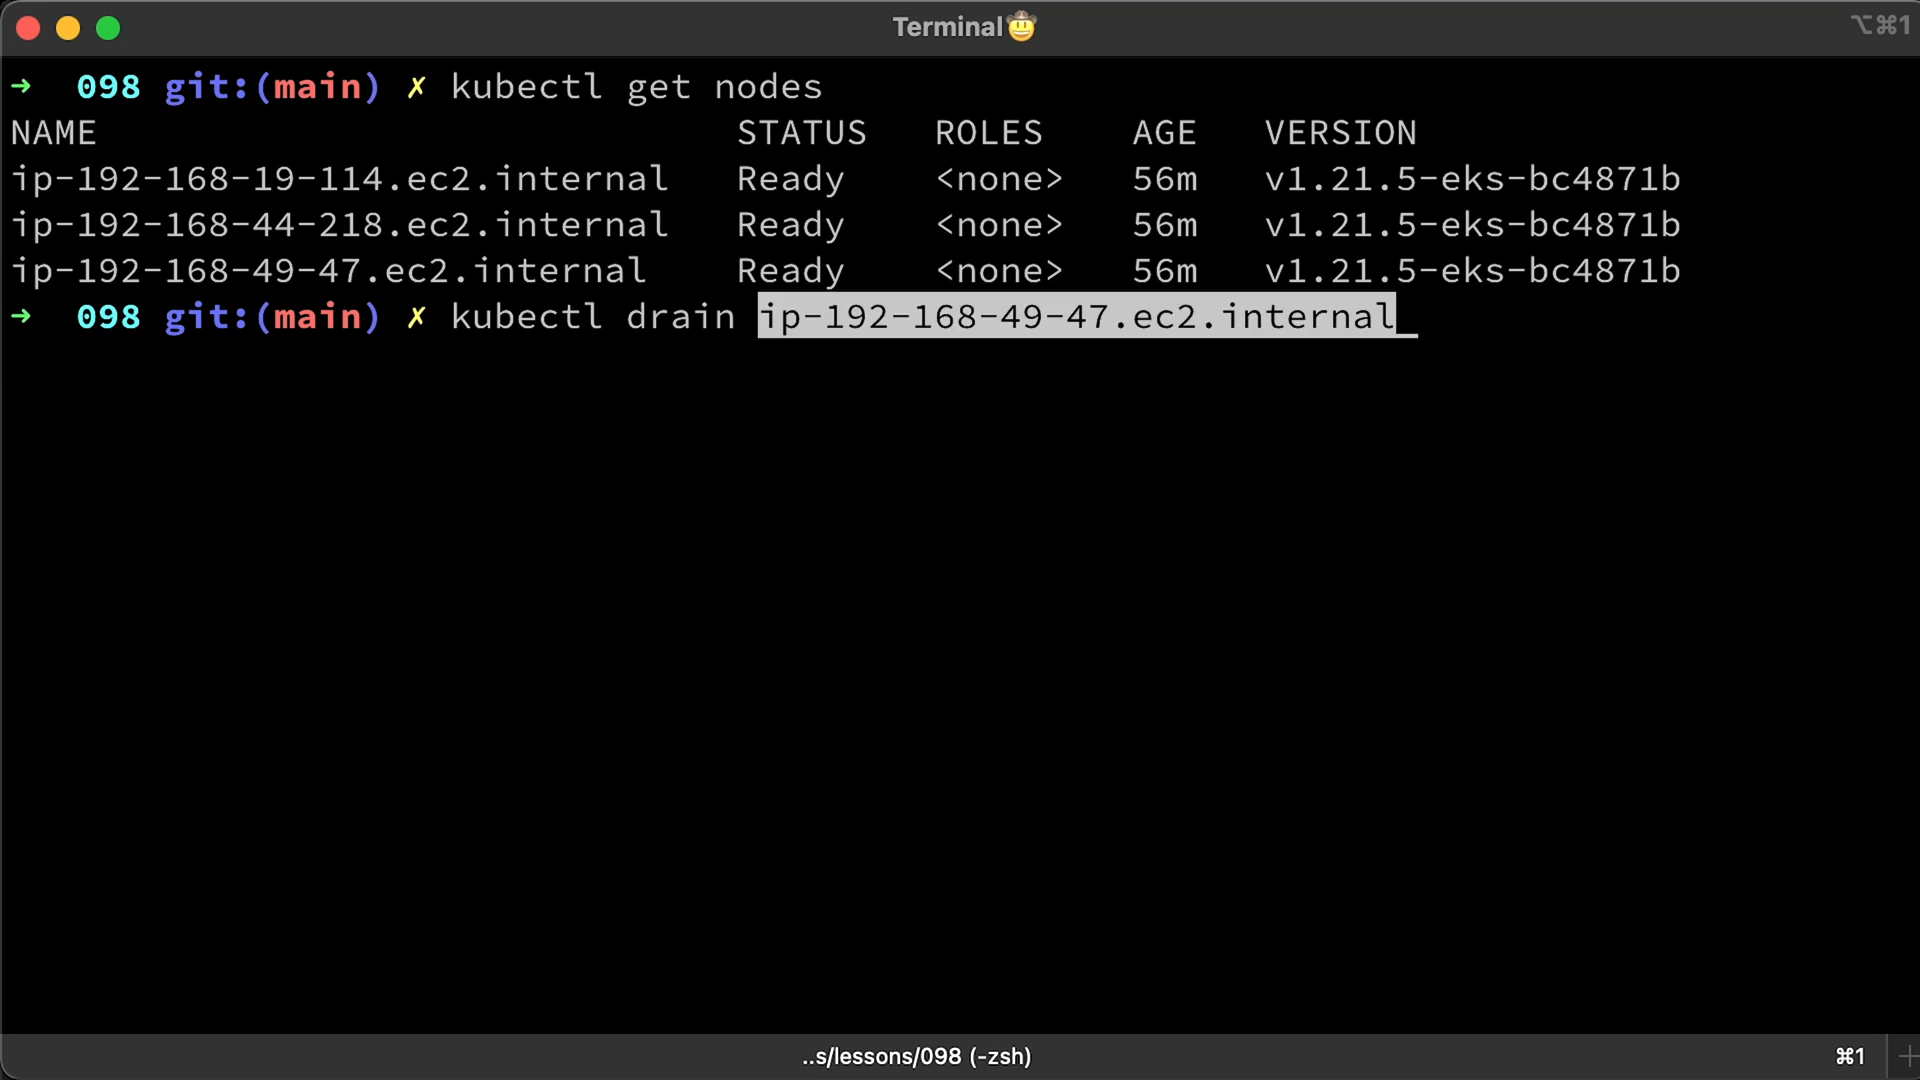 Terminal🤠
⌥⌘1
➜  098 git:(main) ✗ kubectl get nodes
NAME                             STATUS   ROLES    AGE   VERSION
ip-192-168-19-114.ec2.internal   Ready    <none>   56m   v1.21.5-eks-bc4871b
ip-192-168-44-218.ec2.internal   Ready    <none>   56m   v1.21.5-eks-bc4871b
ip-192-168-49-47.ec2.internal    Ready    <none>   56m   v1.21.5-eks-bc4871b
➜  098 git:(main) ✗ kubectl drain ip-192-168-49-47.ec2.internal_
..s/lessons/098 (-zsh)
⌘1